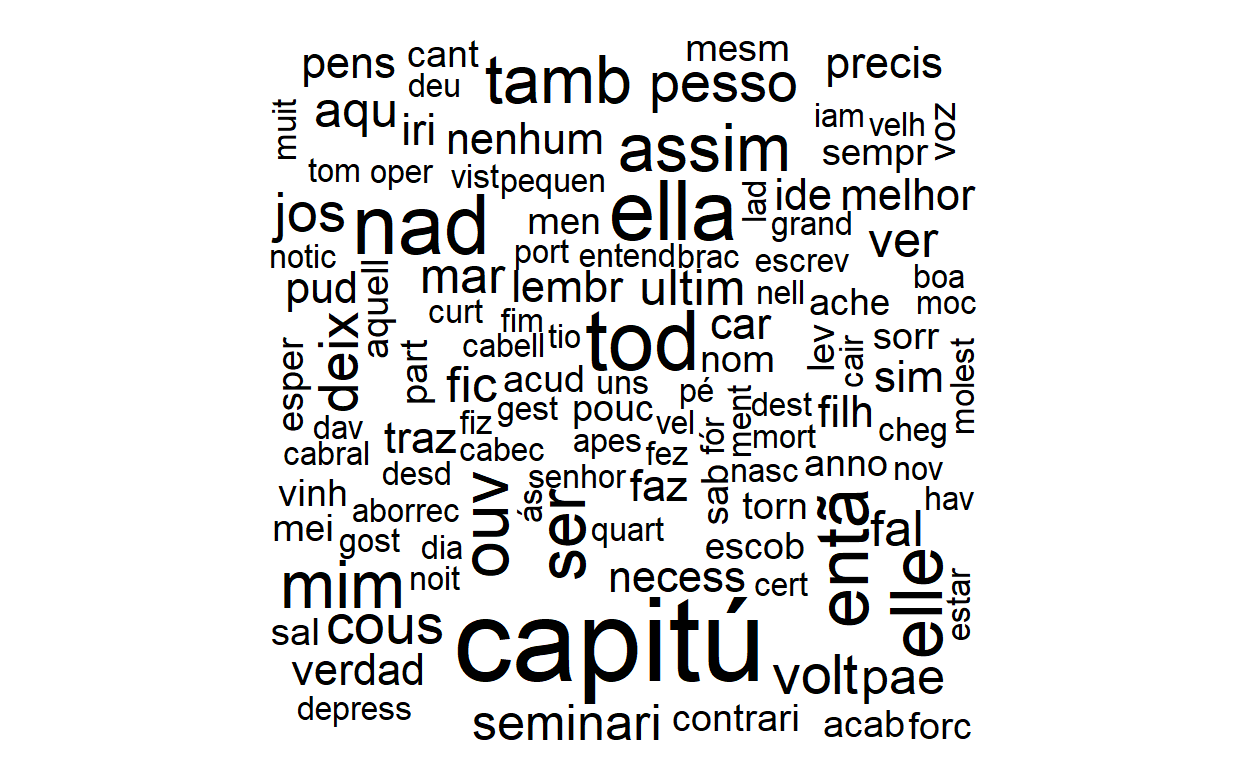 pens cant mesm precis
deu tamb pesso
muit aqu iri nenhum assim iam velh voz
sempr
tom oper vist pequen
jos nad men ella lad ide melhor
grand ver
notic port entend brac escrev
pud aquell mar lembr ultim nell ache boa
moc
curt fim tio tod car lev cair sorr
cabell nom
esper deix part fic acud uns pé sim molest
fiz gest pouc vel fór ment dest filh
dav traz cabec apes fez mort cheg
cabral desd senhor faz sab nasc anno nov
vinh aborrec ouv ás ser torn entã hav
mei gost dia quart escob fal
mim noit necess cert elle estar
sal cous capitú
verdad volt pae
depress seminari contrari acab forc